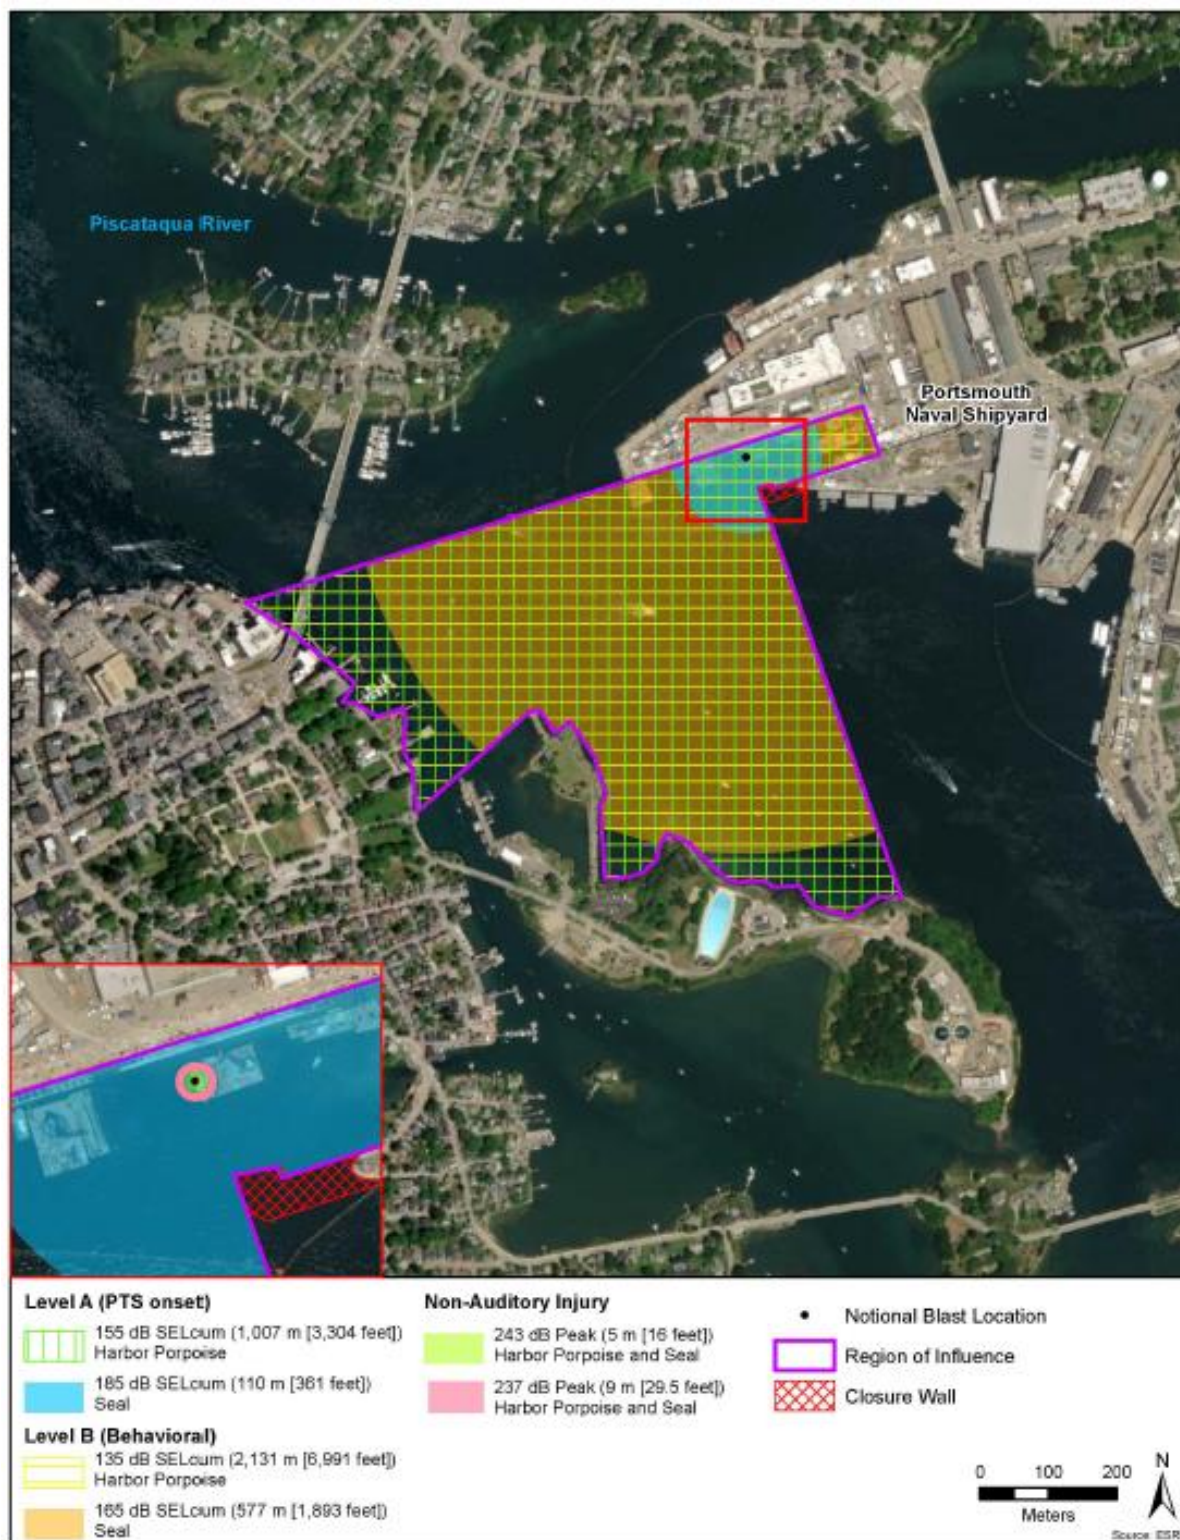 Piscataqua River
Portsmouth
Naval Shipyard
Level A (PTS onset)
155 dB SELcum (1,007 m [3,304 feet])
Harbor Porpoise
185 dB SELcum (110 m [361 feet])
Seal
Level B (Behavioral)
135 dB SELcum (2,131 m [6,991 feet])
Harbor Porpoise
165 dB SELcum (577 m [1,893 feet])
Seal
Non-Auditory Injury
243 dB Peak (5 m [16 feet])
Harbor Porpoise and Seal
237 dB Peak (9 m [29.5 feet])
Harbor Porpoise and Seal
Notional Blast Location
Region of Influence
Closure Wall
0 100 200
Meters
N
Source: ESRI